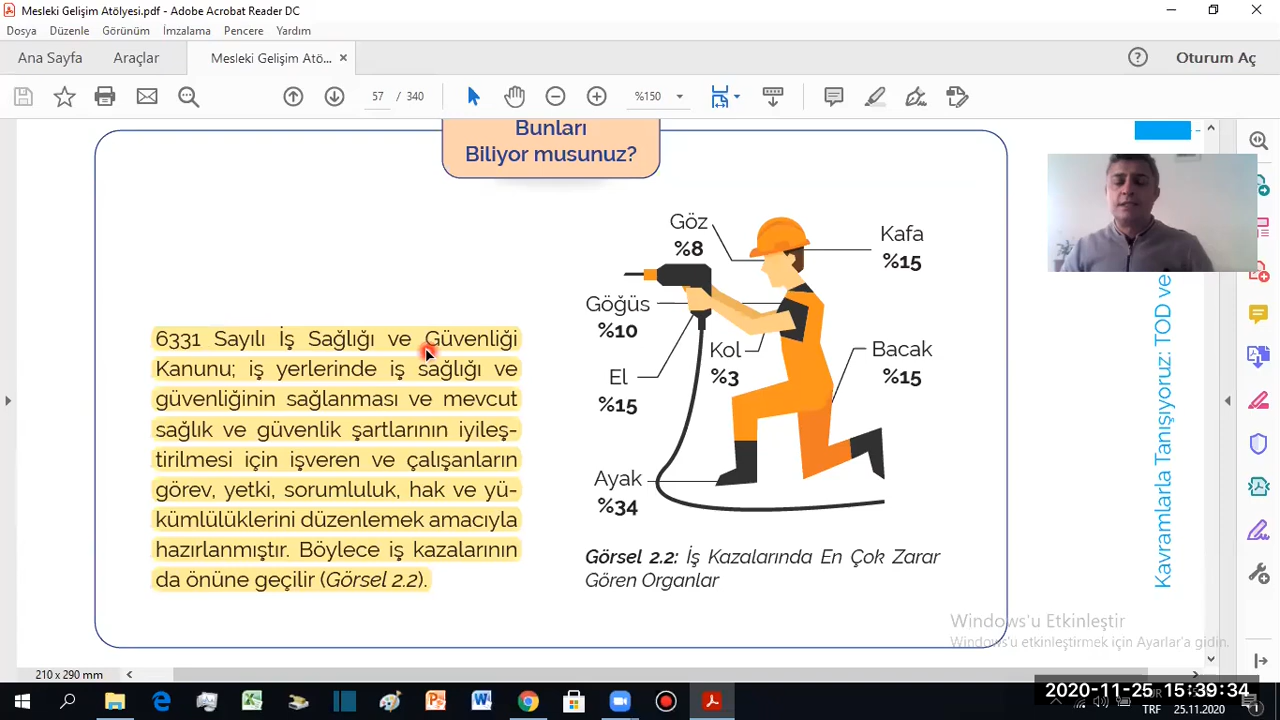 Mesleki Gelişim Atölyesi.pdf - Adobe Acrobat Reader DC
Dosya Düzenle Görünüm İmzalama Pencere Yardım
Ana Sayfa Araçlar Mesleki Gelişim Atö... × Oturum Aç
57 / 340 %150
Bunları
Biliyor musunuz?
Göz
%8
Kafa
%15
Göğüs
%10
Kol
%3
Bacak
%15
El
%15
Ayak
%34
6331 Sayılı İş Sağlığı ve Güvenliği
Kanunu; iş yerlerinde iş sağlığı ve
güvenliğinin sağlanması ve mevcut
sağlık ve güvenlik şartlarının iyileş-
tirilmesi için işveren ve çalışanların
görev, yetki, sorumluluk, hak ve yü-
kümlülüklerini düzenlemek amacıyla
hazırlanmıştır. Böylece iş kazalarının
da önüne geçilir (Görsel 2.2).
Görsel 2.2: İş Kazalarında En Çok Zarar
Gören Organlar
Kavramlarla Tanışıyoruz: TOD ve
Windows'u Etkinleştir
Windows'u etkinleştirmek için Ayarlar'a gidin.
210 x 290 mm
2020-11-25 15:39:34
TRF 25.11.2020